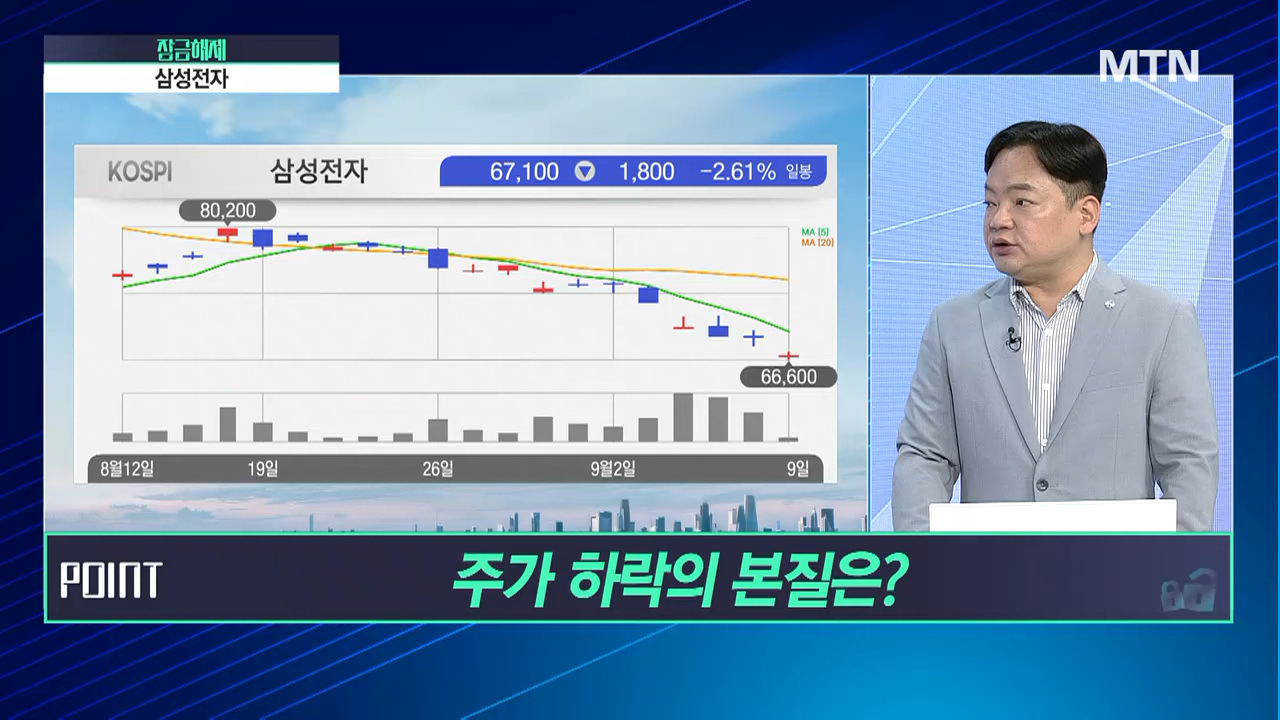 잠금해제
삼성전자
MTN
KOSPI 삼성전자 67,100 ▼ 1,800 -2.61% 일봉
80,200
MA [5]
MA [20]
66,600
8월12일 19일 26일 9월2일 9일
POINT 주가 하락의 본질은?